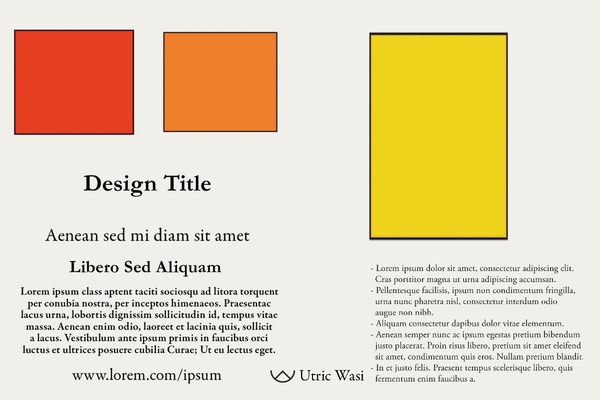 Design Title
Aenean sed mi diam sit amet
Libero Sed Aliquam
Lorem ipsum class aptent taciti sociosqu ad litora torquent
per conubia nostra, per inceptos himenaeos. Praesentac
lacus urna, lobortis dignissim sollicitudin id, tempus vitae
massa. Aenean enim odio, laoreet et lacinia quis, sollicit
a lacus. Vestibulum ante ipsum primis in faucibus orci
luctus et ultrices posuere cubilia Curae; Ut eu lectus eget.
www.lorem.com/ipsum
Utric Wasi
- Lorem ipsum dolor sit amet, consectetur adipiscing elit.
Cras porttitor magna ut urna adipiscing accumsan.
- Pellentesque facilisis, ipsum non condimentum fringilla,
urna nunc pharetra nisl, consectetur interdum odio
augue non nibh.
- Aliquam consectetur dapibus dolor vitae elementum.
- Aenean semper nunc ac ipsum egestas pretium bibendum
justo placerat. Proin risus libero, pretium sit amet eleifend
sit amet, condimentum quis eros. Nullam pretium blandit.
- In et justo felis. Praesent tempus scelerisque libero, quis
fermentum enim faucibus a.